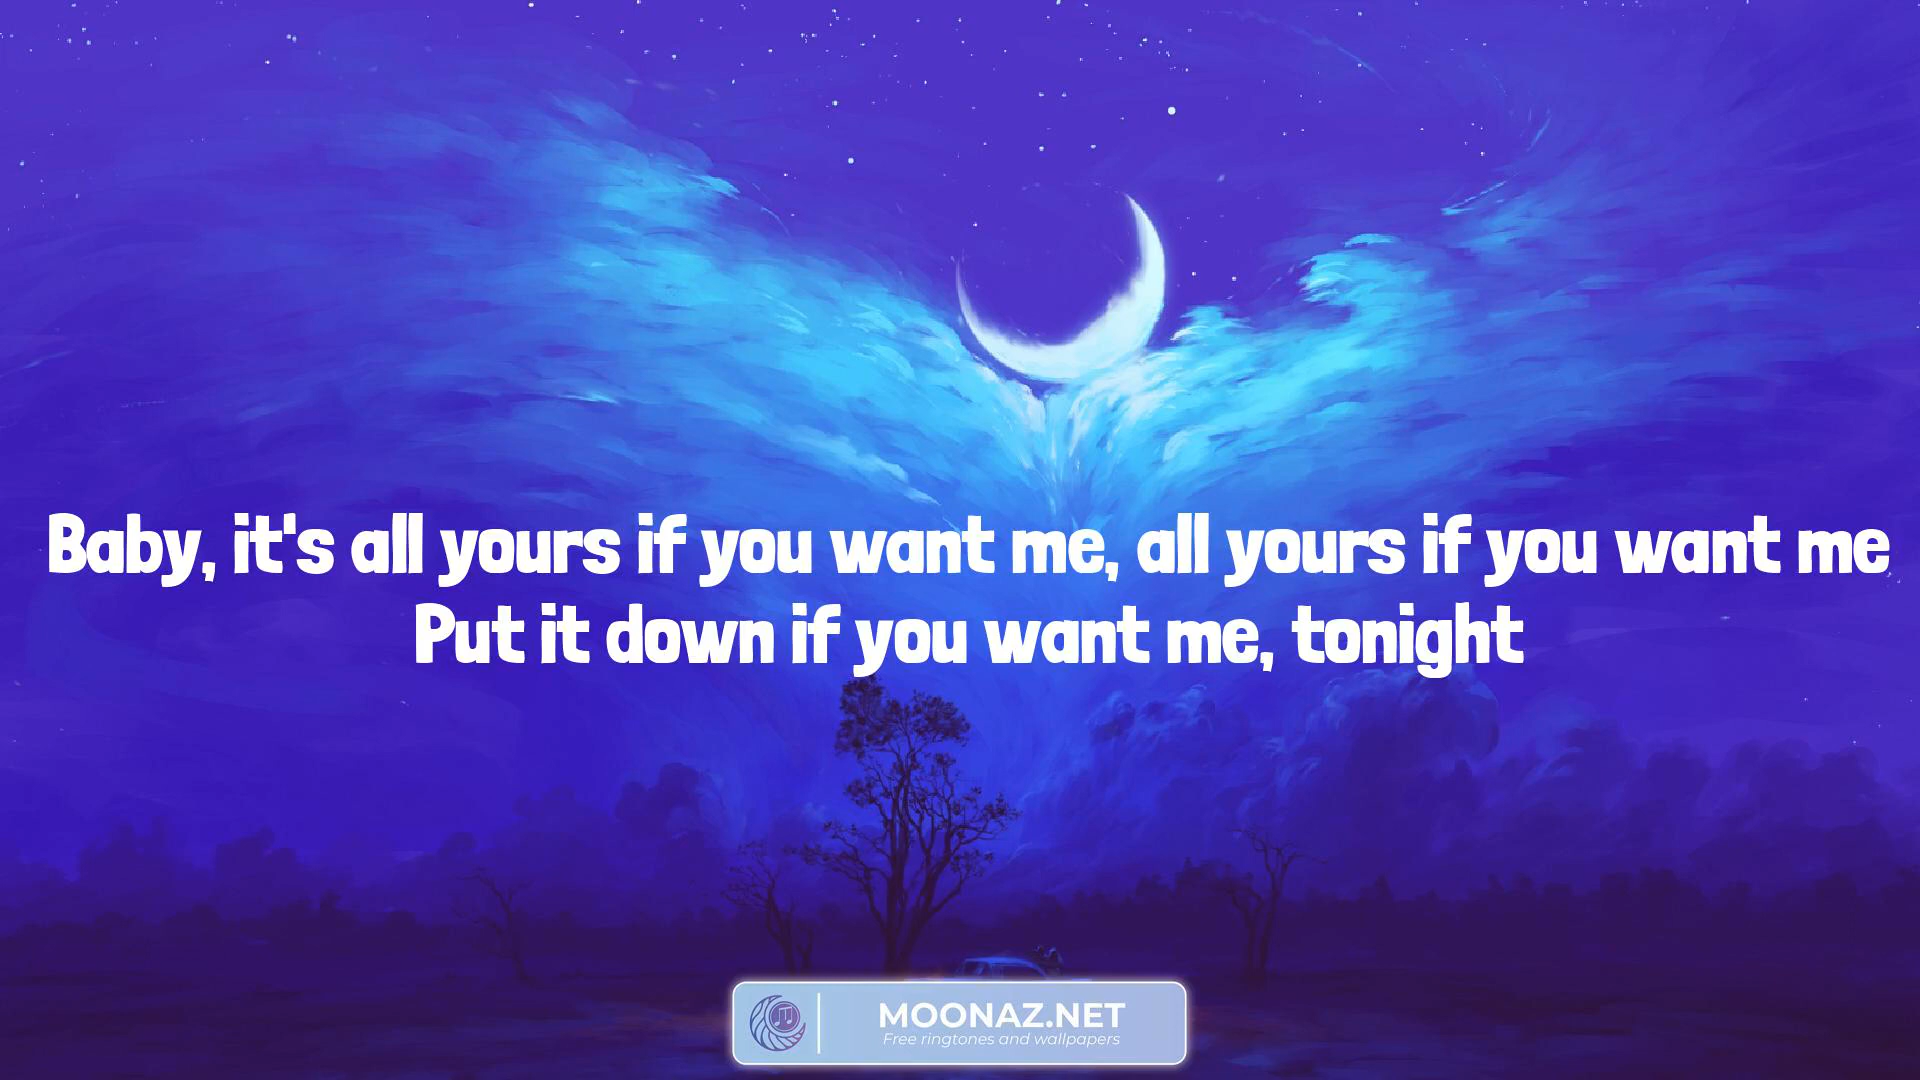 Baby, it's all yours if you want me, all yours if you want me
Put it down if you want me, tonight
MOONAZ.NET
Free ringtones and wallpapers